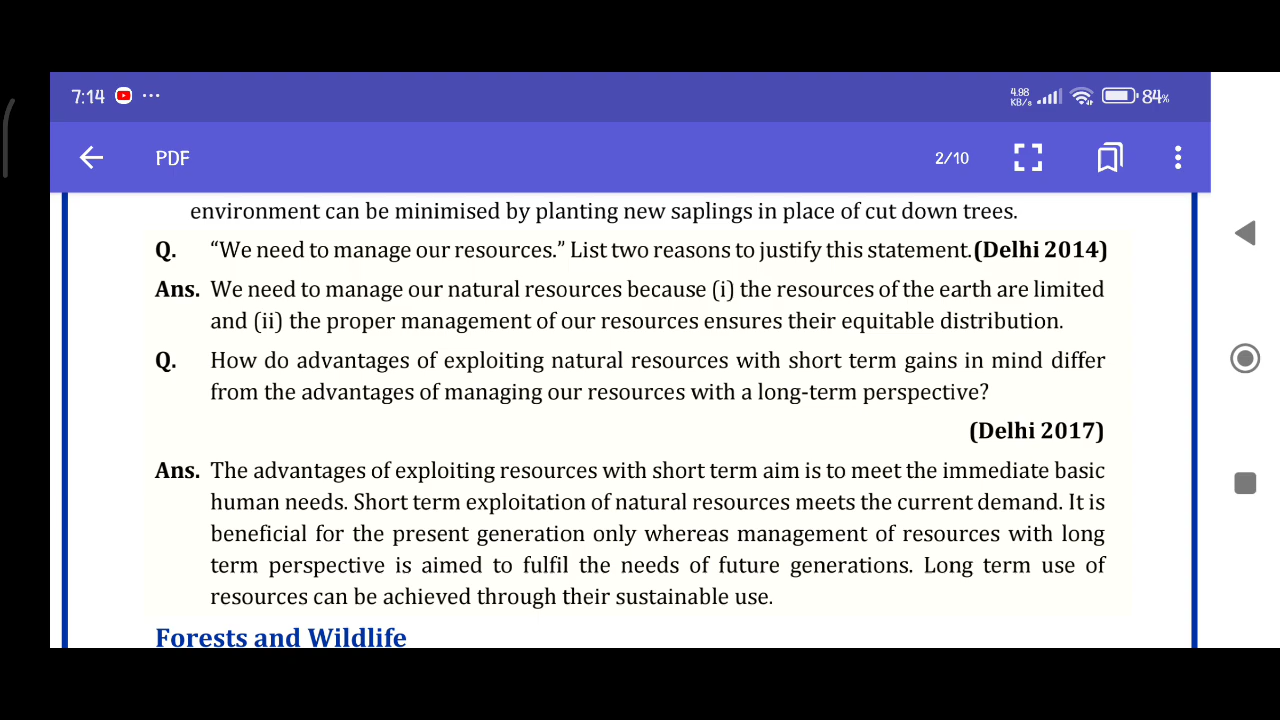 7:14 ...
4.98 KB/s 84%
PDF 2/10
environment can be minimised by planting new saplings in place of cut down trees.
Q. “We need to manage our resources.” List two reasons to justify this statement.(Delhi 2014)
Ans. We need to manage our natural resources because (i) the resources of the earth are limited
and (ii) the proper management of our resources ensures their equitable distribution.
Q. How do advantages of exploiting natural resources with short term gains in mind differ
from the advantages of managing our resources with a long-term perspective?
(Delhi 2017)
Ans. The advantages of exploiting resources with short term aim is to meet the immediate basic
human needs. Short term exploitation of natural resources meets the current demand. It is
beneficial for the present generation only whereas management of resources with long
term perspective is aimed to fulfil the needs of future generations. Long term use of
resources can be achieved through their sustainable use.
Forests and Wildlife